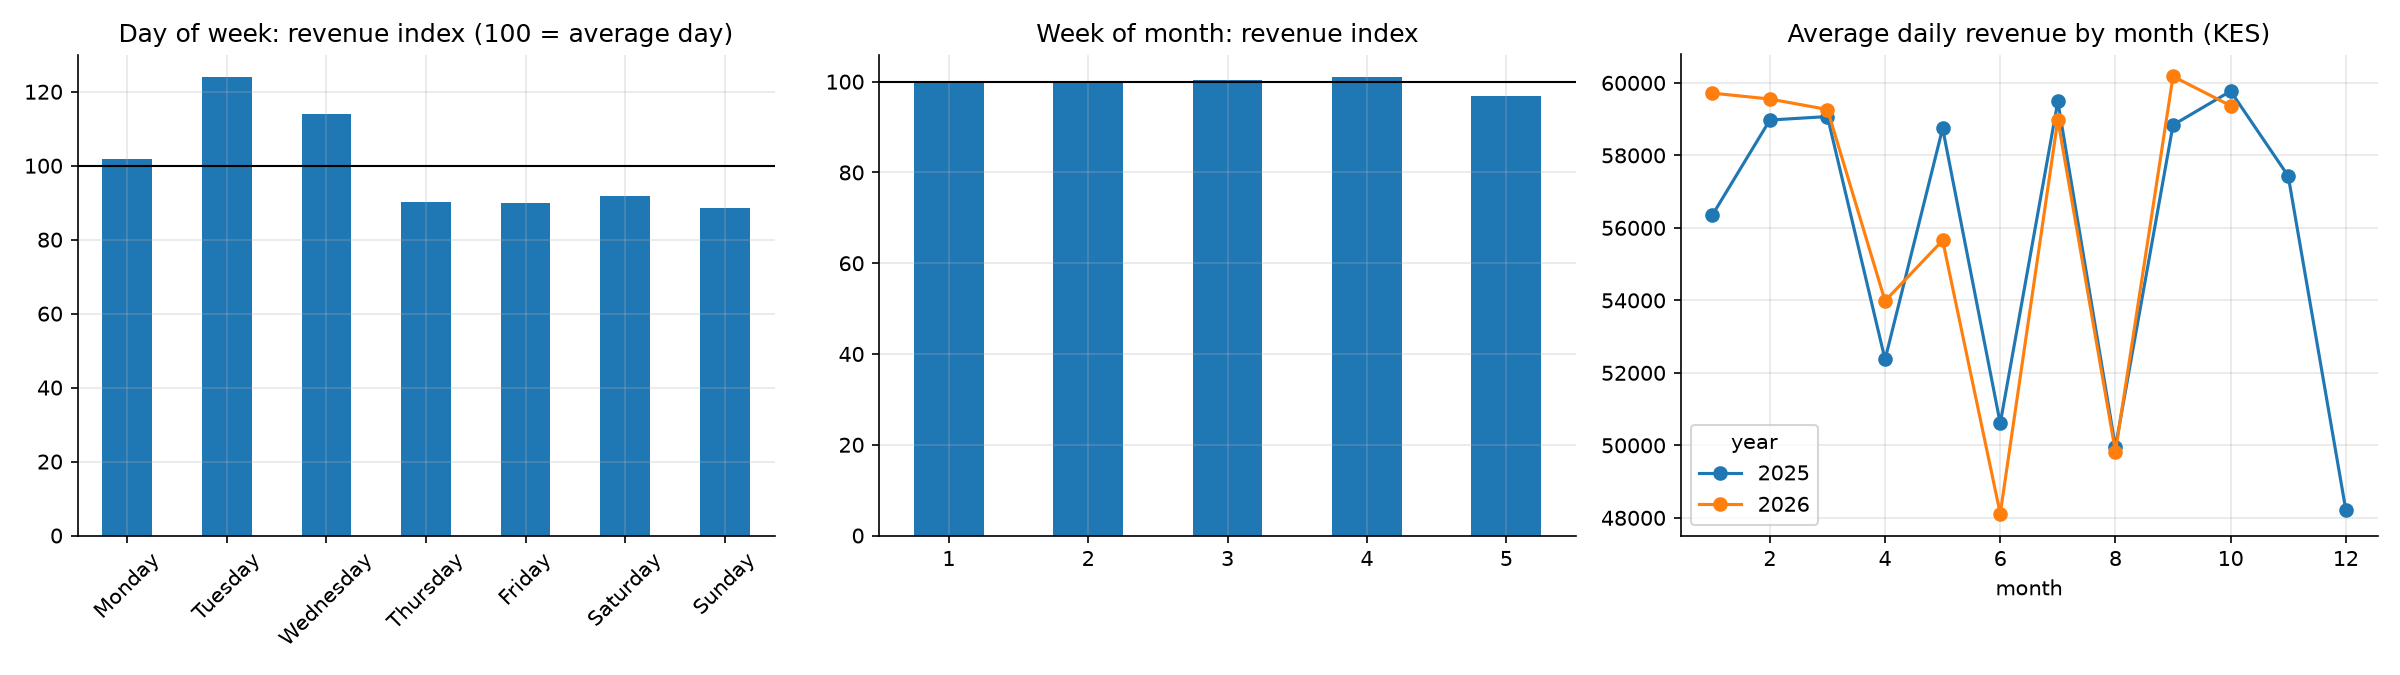 Day of week: revenue index (100 = average day)
120
100
80
60
40
20
0
Monday
Tuesday
Wednesday
Thursday
Friday
Saturday
Sunday
Week of month: revenue index
100
80
60
40
20
0
1 2 3 4 5
Average daily revenue by month (KES)
60000
58000
56000
54000
52000
50000
48000
year
2025
2026
2 4 6 8 10 12
month